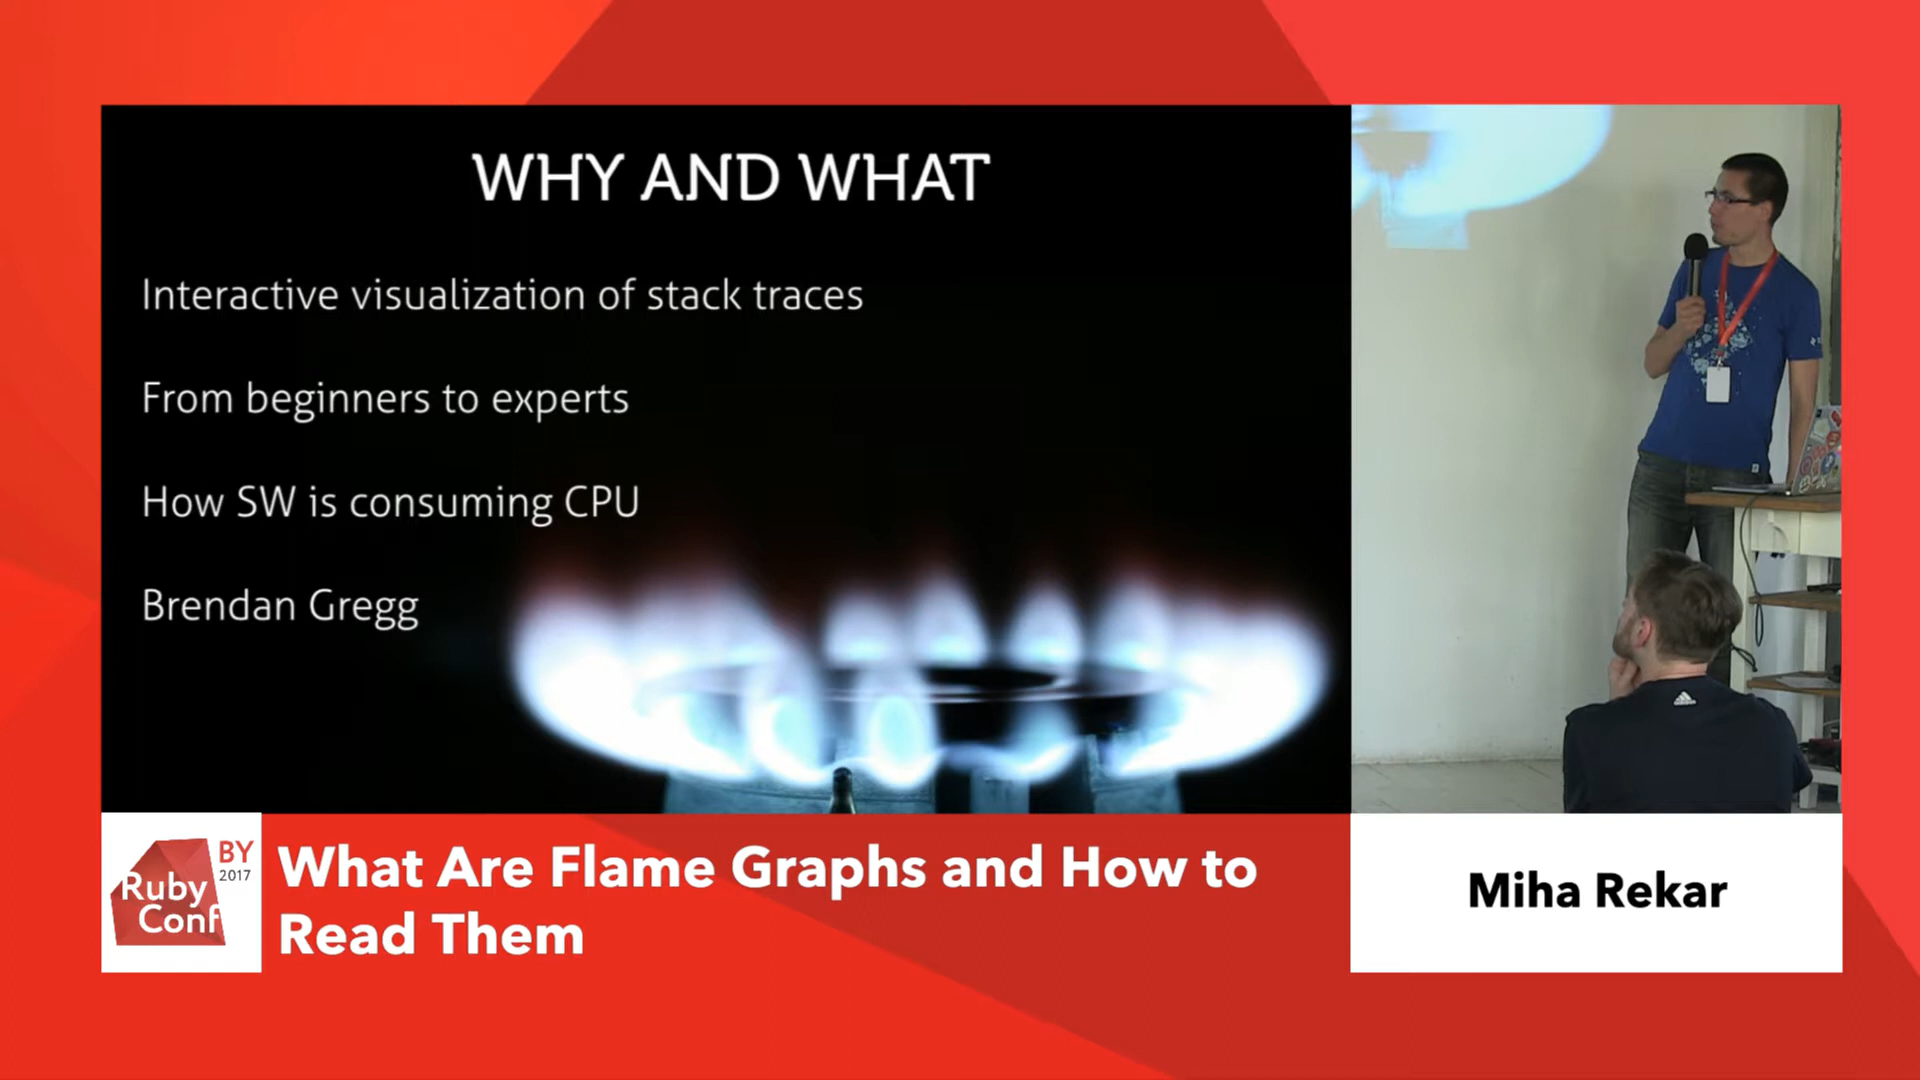 WHY AND WHAT
Interactive visualization of stack traces
From beginners to experts
How SW is consuming CPU
Brendan Gregg
Ruby
Conf
BY
2017
What Are Flame Graphs and How to
Read Them
Miha Rekar
adidas